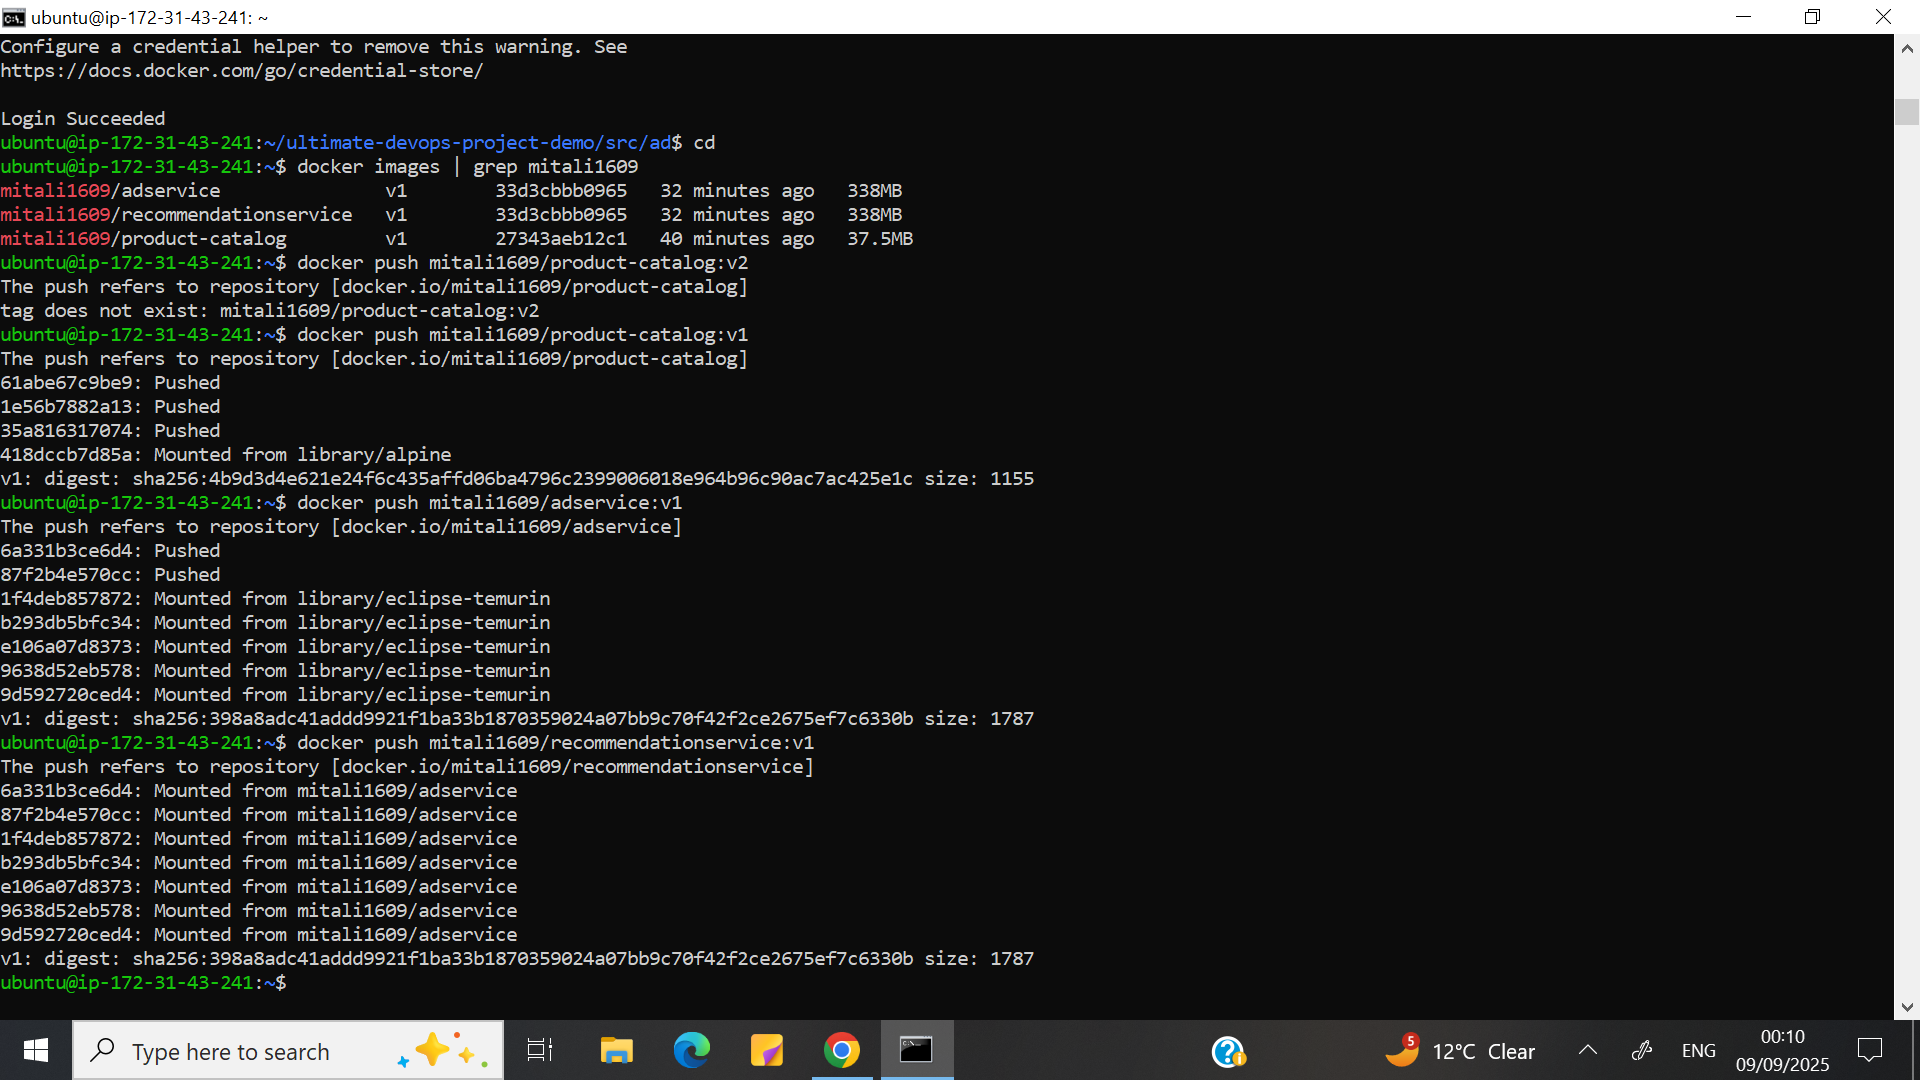 ubuntu@ip-172-31-43-241: ~
Configure a credential helper to remove this warning. See
https://docs.docker.com/go/credential-store/
Login Succeeded
ubuntu@ip-172-31-43-241:~/ultimate-devops-project-demo/src/ad$ cd
ubuntu@ip-172-31-43-241:~$ docker images | grep mitali1609
mitali1609/adservice               v1        33d3cbbb0965   32 minutes ago   338MB
mitali1609/recommendationservice   v1        33d3cbbb0965   32 minutes ago   338MB
mitali1609/product-catalog         v1        27343aeb12c1   40 minutes ago   37.5MB
ubuntu@ip-172-31-43-241:~$ docker push mitali1609/product-catalog:v2
The push refers to repository [docker.io/mitali1609/product-catalog]
tag does not exist: mitali1609/product-catalog:v2
ubuntu@ip-172-31-43-241:~$ docker push mitali1609/product-catalog:v1
The push refers to repository [docker.io/mitali1609/product-catalog]
61abe67c9be9: Pushed
1e56b7882a13: Pushed
35a816317074: Pushed
418dccb7d85a: Mounted from library/alpine
v1: digest: sha256:4b9d3d4e621e24f6c435affd06ba4796c2399006018e964b96c90ac7ac425e1c size: 1155
ubuntu@ip-172-31-43-241:~$ docker push mitali1609/adservice:v1
The push refers to repository [docker.io/mitali1609/adservice]
6a331b3ce6d4: Pushed
87f2b4e570cc: Pushed
1f4deb857872: Mounted from library/eclipse-temurin
b293db5bfc34: Mounted from library/eclipse-temurin
e106a07d8373: Mounted from library/eclipse-temurin
9638d52eb578: Mounted from library/eclipse-temurin
9d592720ced4: Mounted from library/eclipse-temurin
v1: digest: sha256:398a8adc41addd9921f1ba33b1870359024a07bb9c70f42f2ce2675ef7c6330b size: 1787
ubuntu@ip-172-31-43-241:~$ docker push mitali1609/recommendationservice:v1
The push refers to repository [docker.io/mitali1609/recommendationservice]
6a331b3ce6d4: Mounted from mitali1609/adservice
87f2b4e570cc: Mounted from mitali1609/adservice
1f4deb857872: Mounted from mitali1609/adservice
b293db5bfc34: Mounted from mitali1609/adservice
e106a07d8373: Mounted from mitali1609/adservice
9638d52eb578: Mounted from mitali1609/adservice
9d592720ced4: Mounted from mitali1609/adservice
v1: digest: sha256:398a8adc41addd9921f1ba33b1870359024a07bb9c70f42f2ce2675ef7c6330b size: 1787
ubuntu@ip-172-31-43-241:~$
Type here to search
5
12°C Clear
ENG
00:10
09/09/2025